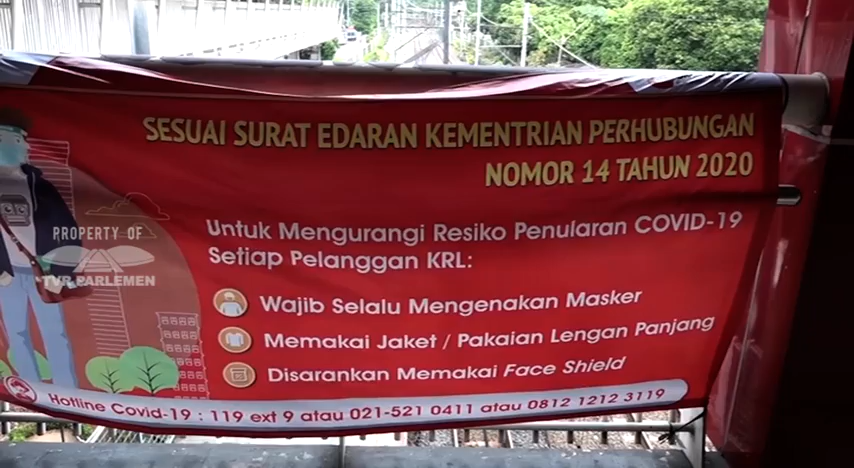 SESUAI SURAT EDARAN KEMENTRIAN PERHUBUNGAN
NOMOR 14 TAHUN 2020
Untuk Mengurangi Resiko Penularan COVID-19
Setiap Pelanggan KRL:
Wajib Selalu Mengenakan Masker
Memakai Jaket / Pakaian Lengan Panjang
Disarankan Memakai Face Shield
Hotline Covid-19 : 119 ext 9 atau 021-521 0411 atau 0812 1212 3119
PROPERTY OF
TVR PARLEMEN